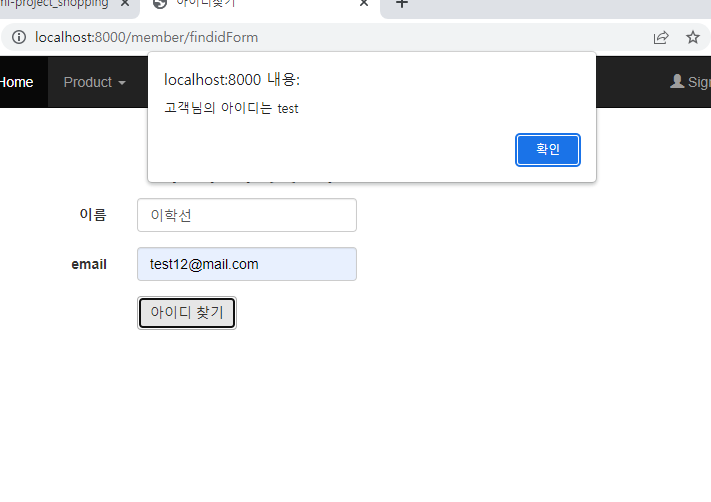 ml-project_shopping
아이디찾기
localhost:8000/member/findidForm
Home
Product
Sign
localhost:8000 내용:
고객님의 아이디는 test
확인
이름
이학선
email
test12@mail.com
아이디 찾기